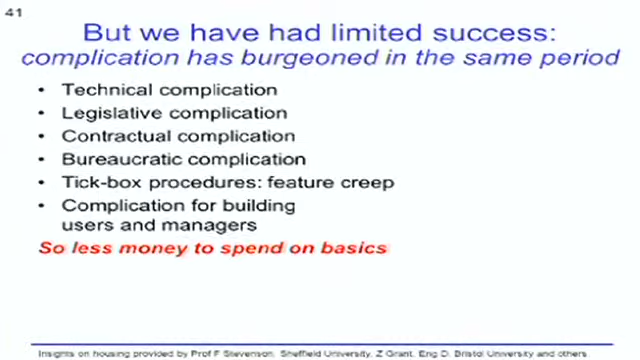 41
But we have had limited success:
complication has burgeoned in the same period
• Technical complication
• Legislative complication
• Contractual complication
• Bureaucratic complication
• Tick-box procedures: feature creep
• Complication for building
users and managers
So less money to spend on basics
Insights on housing provided by Prof F Stevenson, Sheffield University, Z Grant, Eng D, Bristol University and others